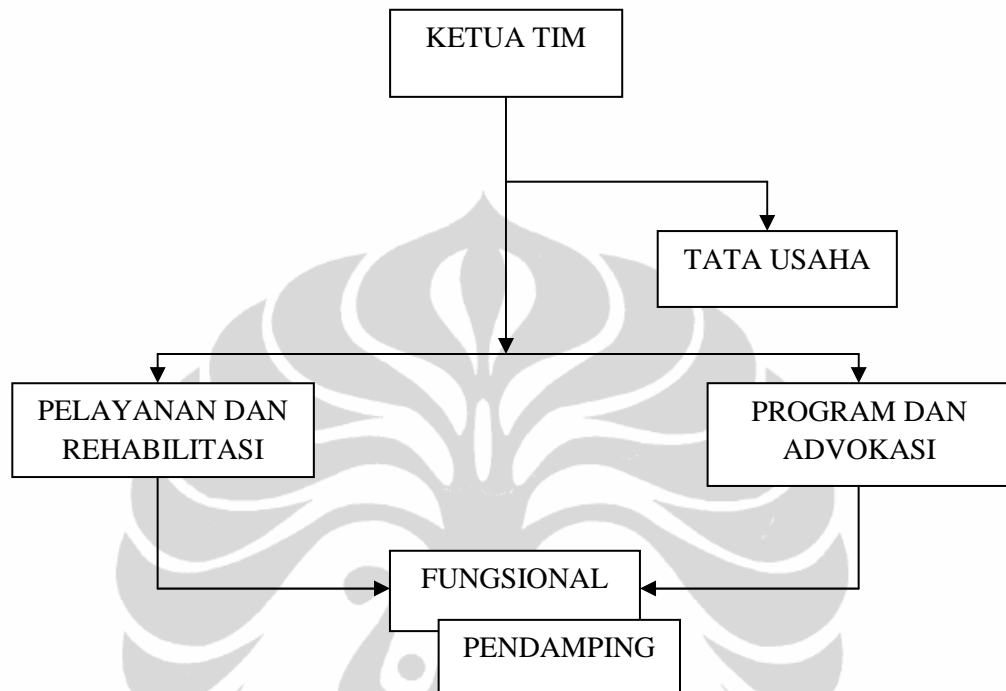 KETUA TIM
TATA USAHA
PELAYANAN DAN
REHABILITASI
PROGRAM DAN
ADVOKASI
FUNGSIONAL
PENDAMPING